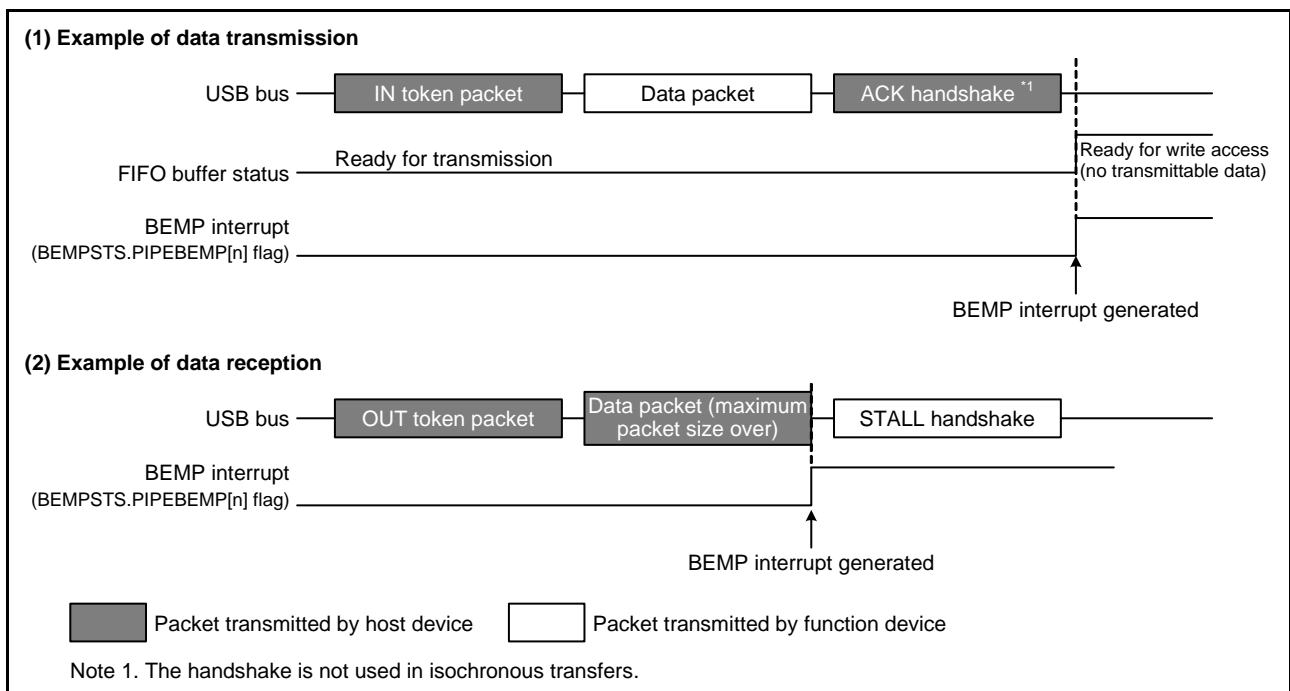 (1) Example of data transmission
USB bus
IN token packet
Data packet
ACK handshake *1
FIFO buffer status
Ready for transmission
Ready for write access
(no transmittable data)
BEMP interrupt
(BEMPSTS.PIPEBEMP[n] flag)
BEMP interrupt generated
(2) Example of data reception
USB bus
OUT token packet
Data packet (maximum
packet size over)
STALL handshake
BEMP interrupt
(BEMPSTS.PIPEBEMP[n] flag)
BEMP interrupt generated
Packet transmitted by host device
Packet transmitted by function device
Note 1. The handshake is not used in isochronous transfers.